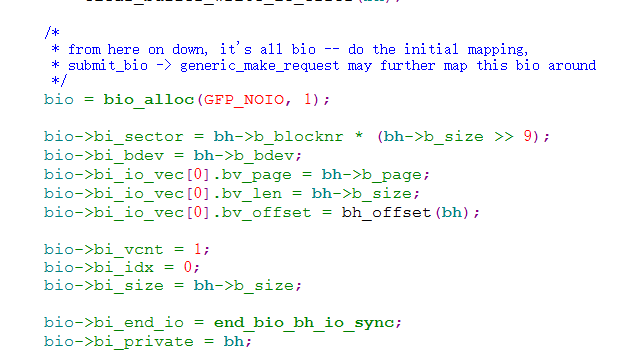 /*
* from here on down, it's all bio -- do the initial mapping,
* submit_bio -> generic_make_request may further map this bio around
*/
bio = bio_alloc(GFP_NOIO, 1);
bio->bi_sector = bh->b_blocknr * (bh->b_size >> 9);
bio->bi_bdev = bh->b_bdev;
bio->bi_io_vec[0].bv_page = bh->b_page;
bio->bi_io_vec[0].bv_len = bh->b_size;
bio->bi_io_vec[0].bv_offset = bh_offset(bh);
bio->bi_vcnt = 1;
bio->bi_idx = 0;
bio->bi_size = bh->b_size;
bio->bi_end_io = end_bio_bh_io_sync;
bio->bi_private = bh;